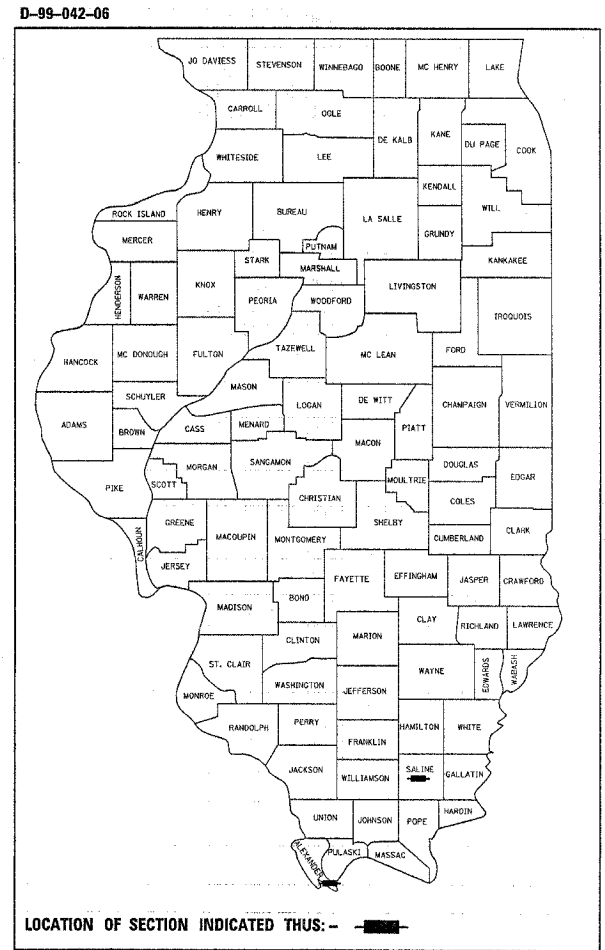 D-99-042-06
JO DAVIESS STEVENSON WINNEBAGO BOONE MC HENRY LAKE
CARROLL OGLE DE KALB KANE DU PAGE COOK
WHITESIDE LEE
KENDALL WILL
ROCK ISLAND HENRY BUREAU LA SALLE GRUNDY
MERCER PUTNAM KANKAKEE
STARK MARSHALL
HENDERSON WARREN KNOX PEORIA WOODFORD LIVINGSTON IROQUOIS
HANCOCK MC DONOUGH FULTON TAZEWELL MC LEAN FORD
MASON
SCHUYLER LOGAN DE WITT CHAMPAIGN VERMILION
ADAMS BROWN CASS MENARD PIATT
MACON
MORGAN SANGAMON MOULTRIE DOUGLAS EDGAR
PIKE SCOTT CHRISTIAN COLES
GREENE SHELBY
CALHOUN MACOUPIN MONTGOMERY CUMBERLAND CLARK
JERSEY
FAYETTE EFFINGHAM JASPER CRAWFORD
MADISON BOND
CLAY RICHLAND LAWRENCE
CLINTON MARION
ST. CLAIR WAYNE EDWARDS WABASH
WASHINGTON JEFFERSON
MONROE
RANDOLPH PERRY HAMILTON WHITE
FRANKLIN
JACKSON WILLIAMSON SALINE GALLATIN
UNION JOHNSON POPE HARDIN
ALEXANDER PULASKI MASSAC
LOCATION OF SECTION INDICATED THUS: -